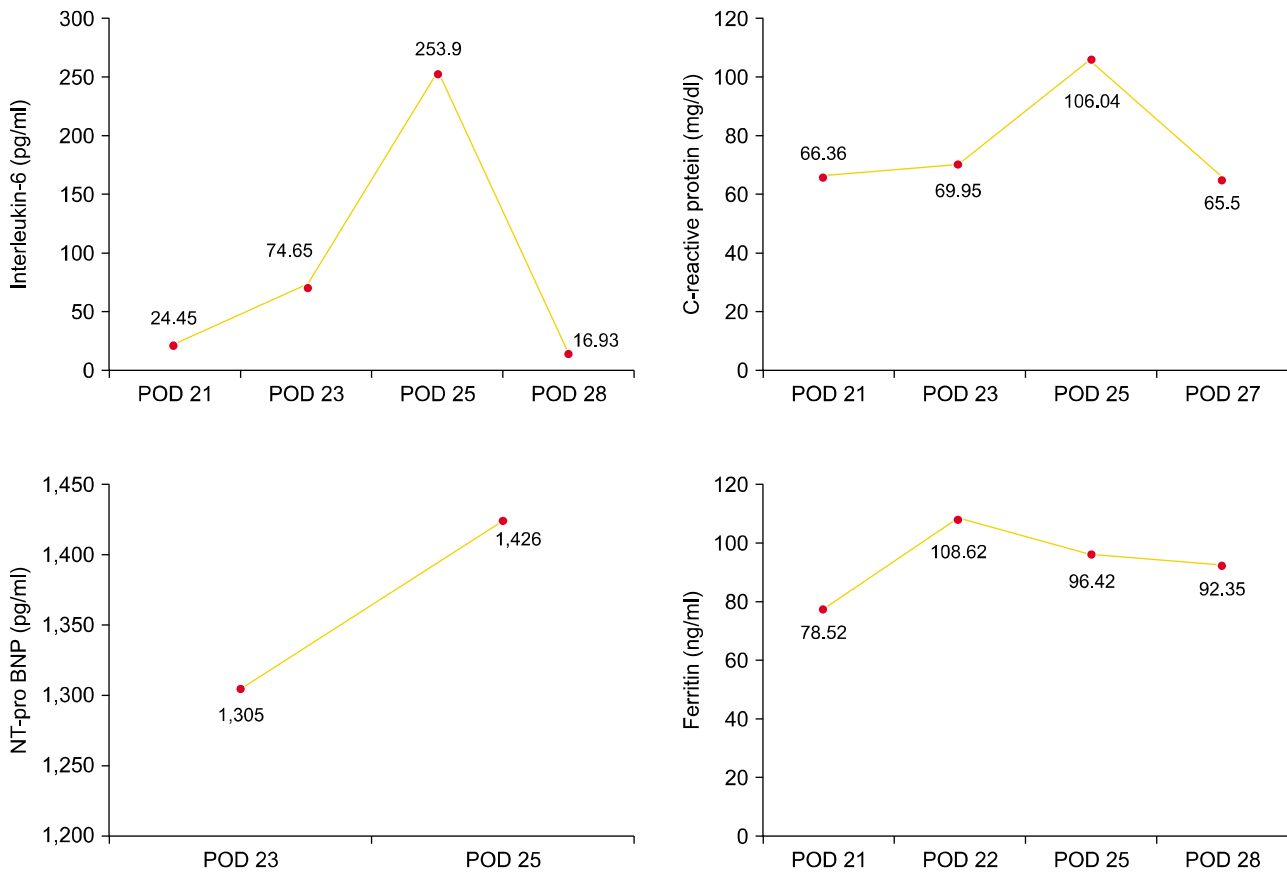 Interleukin-6 (pg/ml)
300
250
200
150
100
50
0
24.45
74.65
253.9
16.93
POD 21
POD 23
POD 25
POD 28
C-reactive protein (mg/dl)
120
100
80
60
40
20
0
66.36
69.95
106.04
65.5
POD 21
POD 23
POD 25
POD 27
NT-pro BNP (pg/ml)
1,450
1,400
1,350
1,300
1,250
1,200
1,305
1,426
POD 23
POD 25
Ferritin (ng/ml)
120
100
80
60
40
20
0
78.52
108.62
96.42
92.35
POD 21
POD 22
POD 25
POD 28